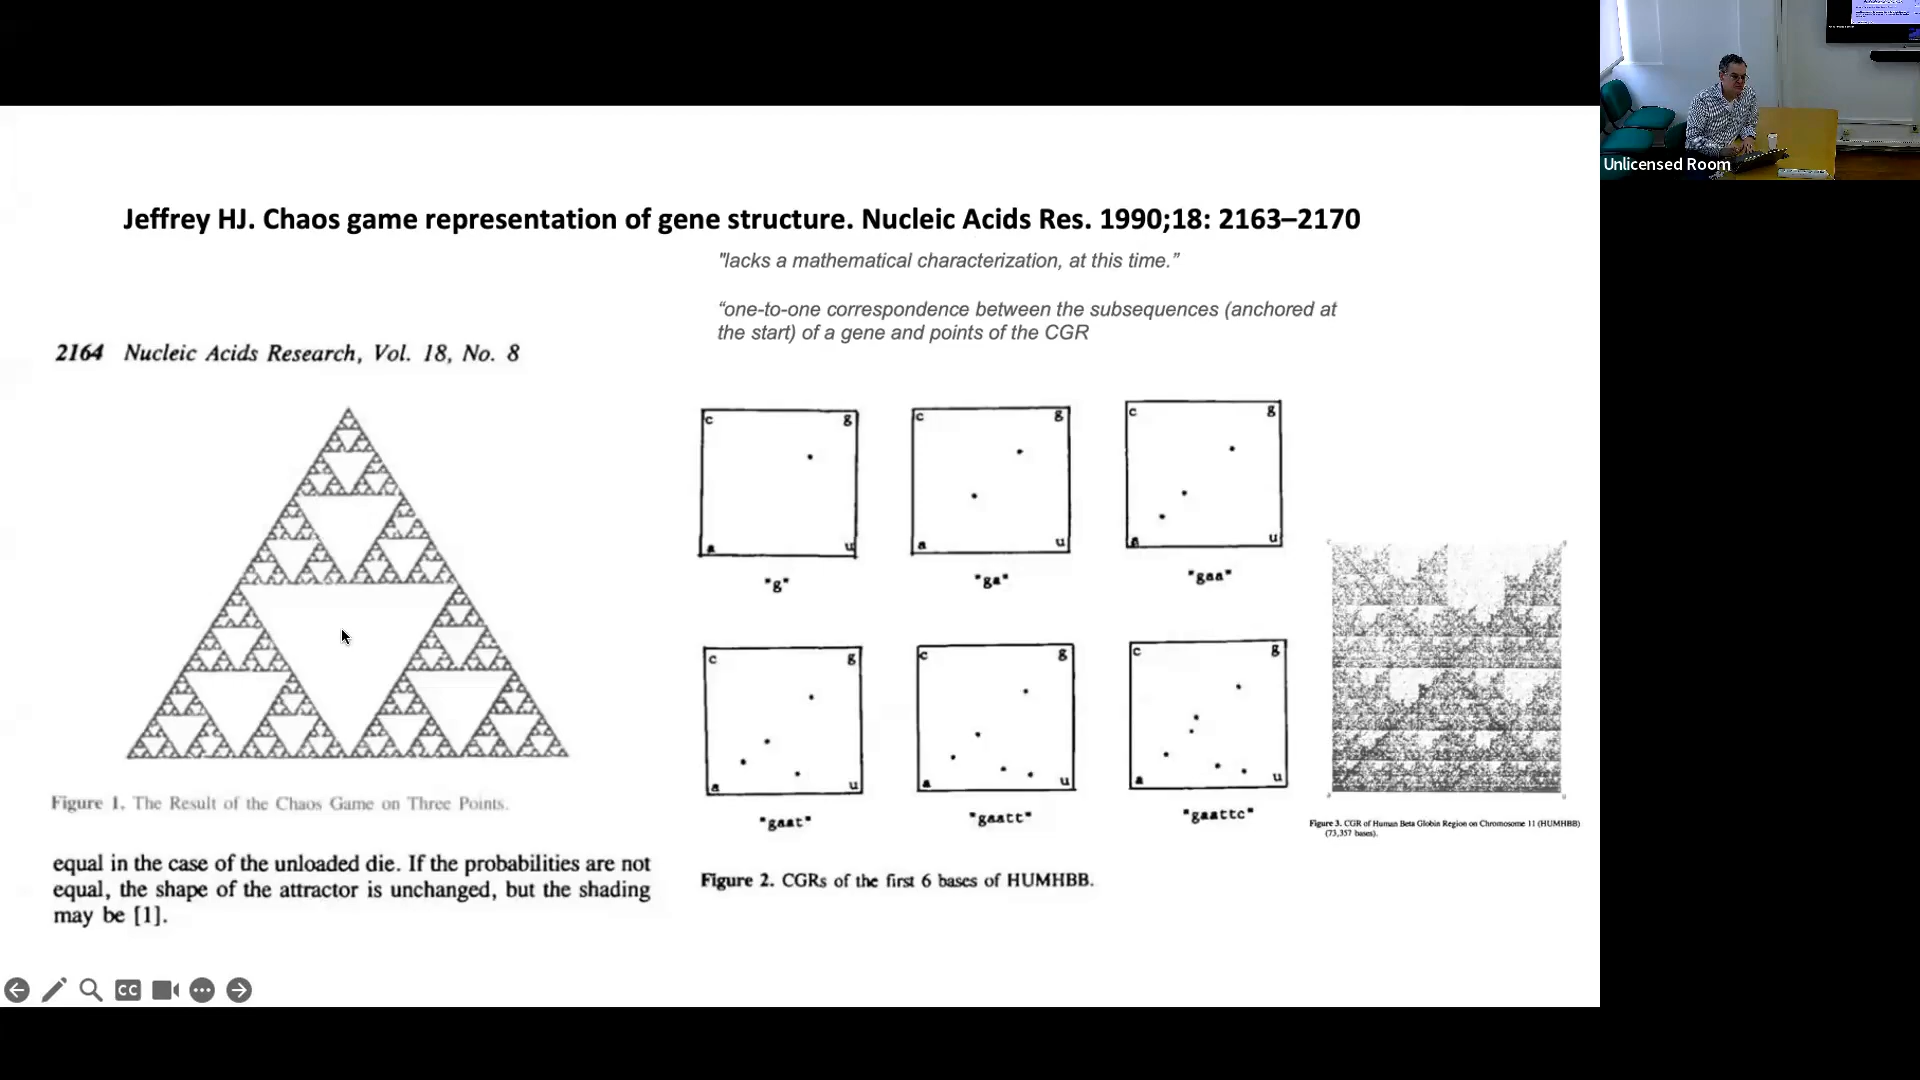 Jeffrey HJ. Chaos game representation of gene structure. Nucleic Acids Res. 1990;18: 2163–2170
"lacks a mathematical characterization, at this time.”
“one-to-one correspondence between the subsequences (anchored at
the start) of a gene and points of the CGR
2164 Nucleic Acids Research, Vol. 18, No. 8
Figure 1. The Result of the Chaos Game on Three Points.
equal in the case of the unloaded die. If the probabilities are not
equal, the shape of the attractor is unchanged, but the shading
may be [1].
c g
a u
"g"
c g
a u
"ga"
c g
a u
"gaa"
c g
a u
"gaat"
c g
a u
"gaatt"
c g
a u
"gaattc"
Figure 2. CGRs of the first 6 bases of HUMHBB.
c g
a u
Figure 3. CGR of Human Beta Globin Region on Chromosome 11 (HUMHBB)
(73,357 bases).
CC
Unlicensed Room